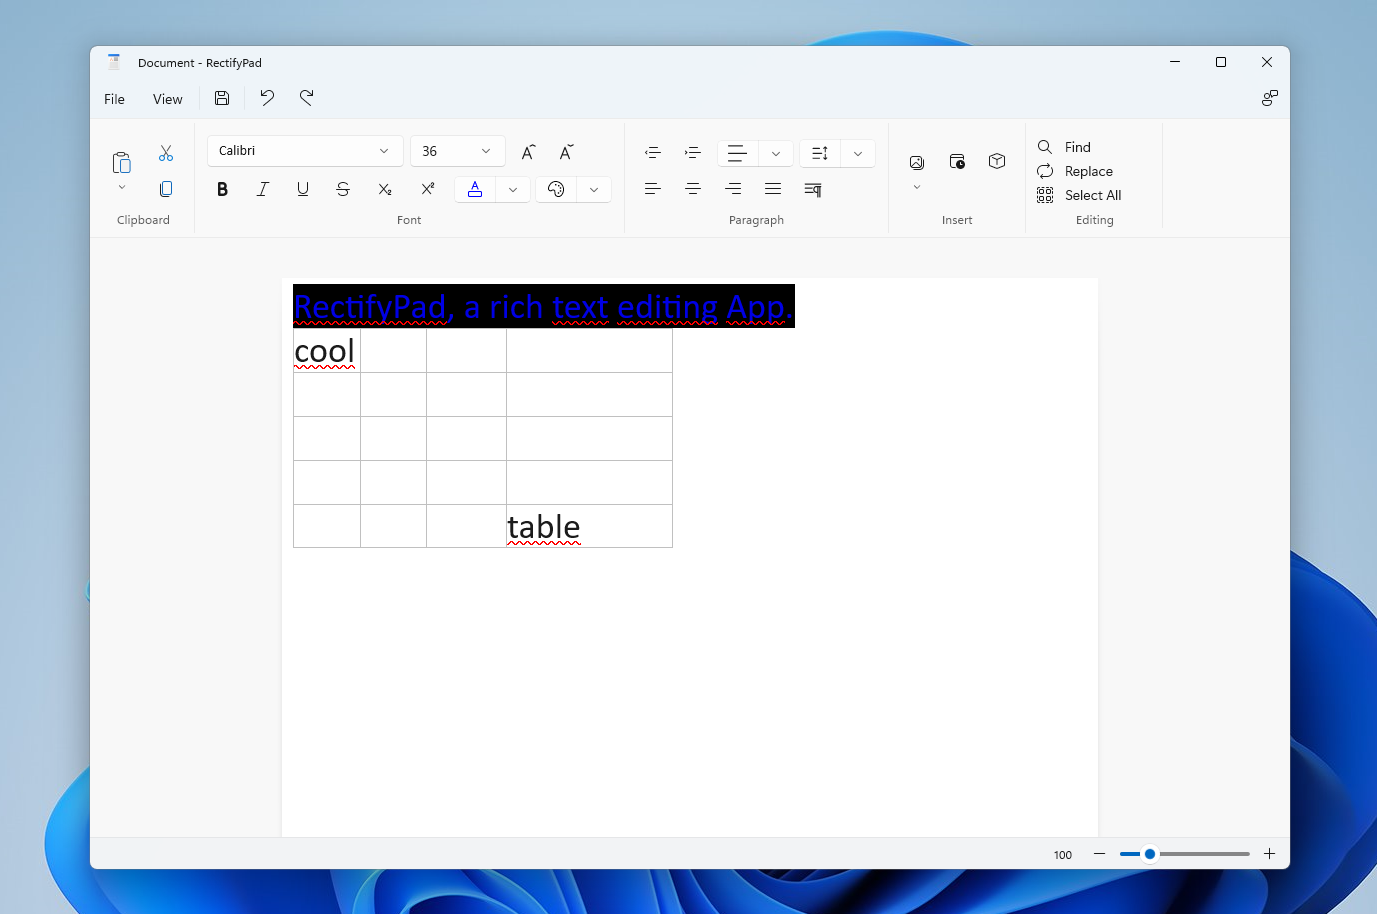 Document - RectifyPad
File View
Calibri 36
Find
Replace
Select All
Clipboard Font Paragraph Insert Editing
RectifyPad, a rich text editing App.
cool
table
100